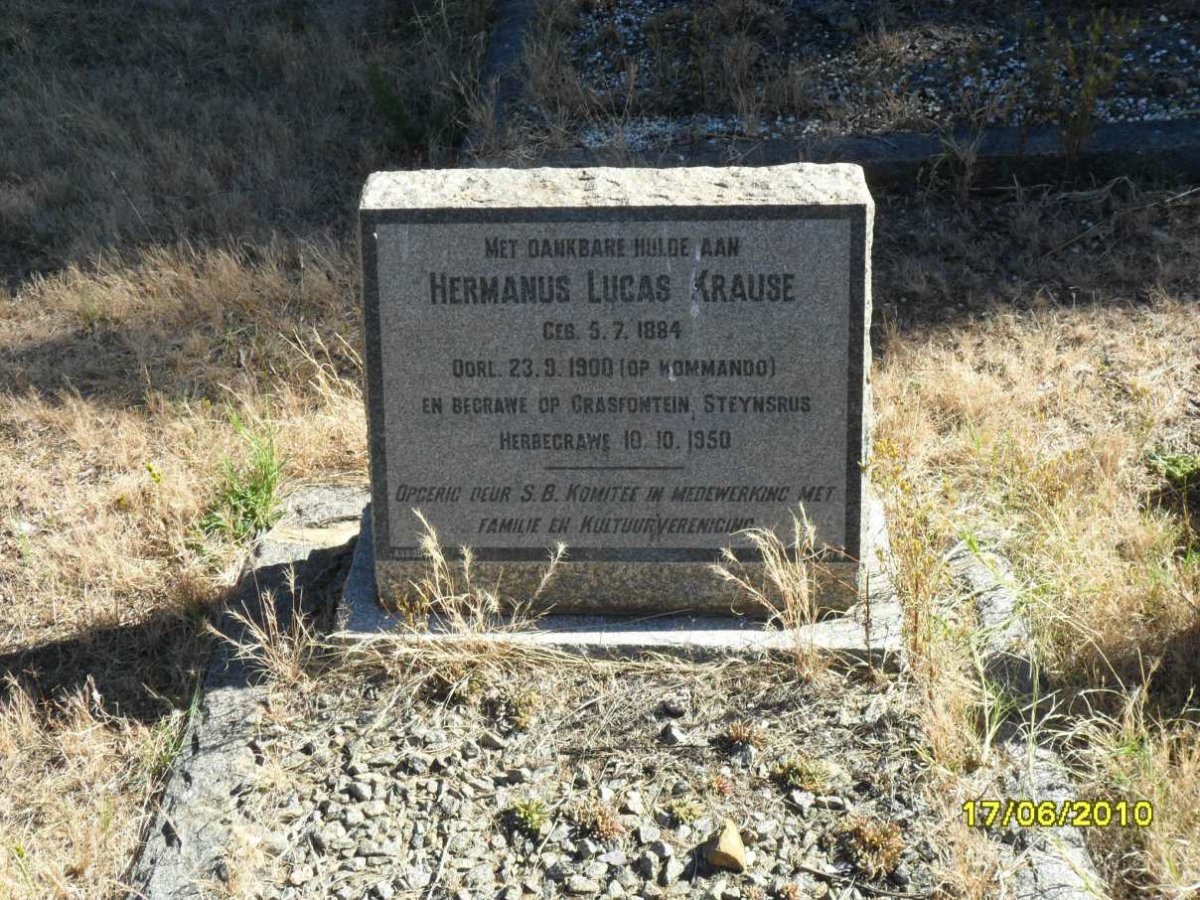 MET DANKBARE HULDE AAN
HERMANUS LUCAS KRAUSE
GEB. 5.7.1884
OORL. 23.9.1900 (OP KOMMANDO)
EN BEGRAWE OP GRASFONTEIN, STEYNSRUS
HERBEGRAWE 10.10.1950
OPGERIG DEUR S.B. KOMITEE IN MEDEWERKING MET
FAMILIE EN KULTUURVERENIGING
17/06/2010